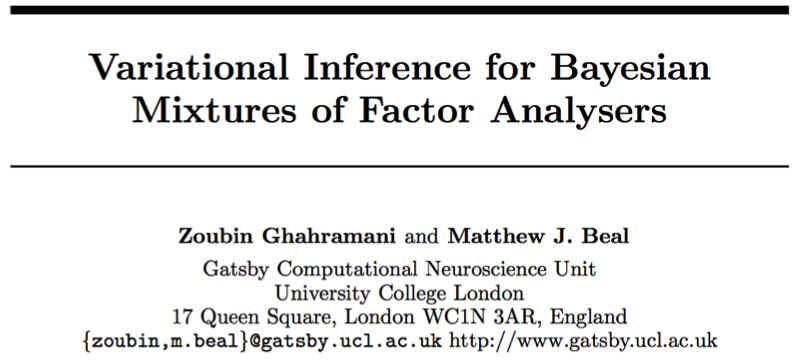 Variational Inference for Bayesian
Mixtures of Factor Analysers
Zoubin Ghahramani and Matthew J. Beal
Gatsby Computational Neuroscience Unit
University College London
17 Queen Square, London WC1N 3AR, England
{zoubin,m.beal}@gatsby.ucl.ac.uk http://www.gatsby.ucl.ac.uk